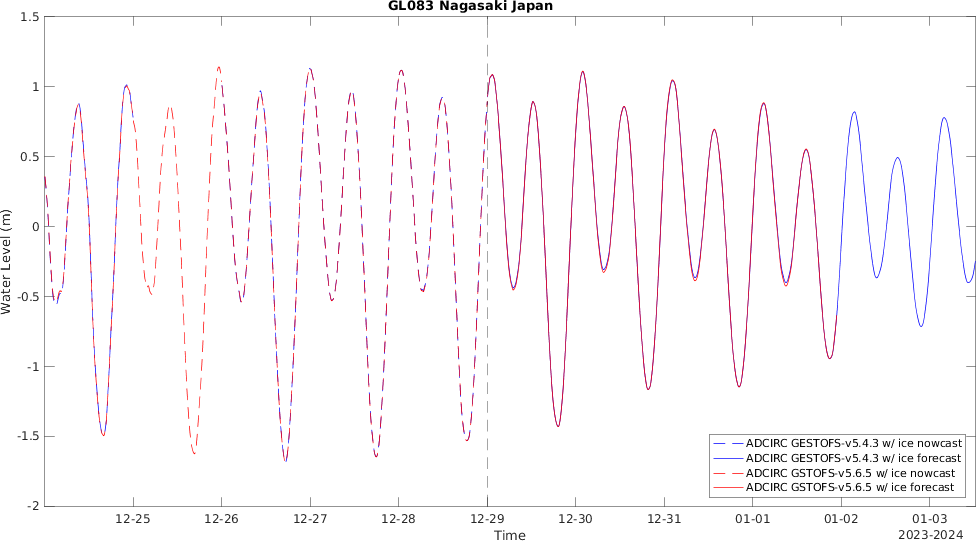 GL083 Nagasaki Japan
Water Level (m)
1.5
1
0.5
0
-0.5
-1
-1.5
-2
12-25 12-26 12-27 12-28 12-29 12-30 12-31 01-01 01-02 01-03
Time
2023-2024
ADCIRC GESTOFS-v5.4.3 w/ ice nowcast
ADCIRC GESTOFS-v5.4.3 w/ ice forecast
ADCIRC GSTOFS-v5.6.5 w/ ice nowcast
ADCIRC GSTOFS-v5.6.5 w/ ice forecast